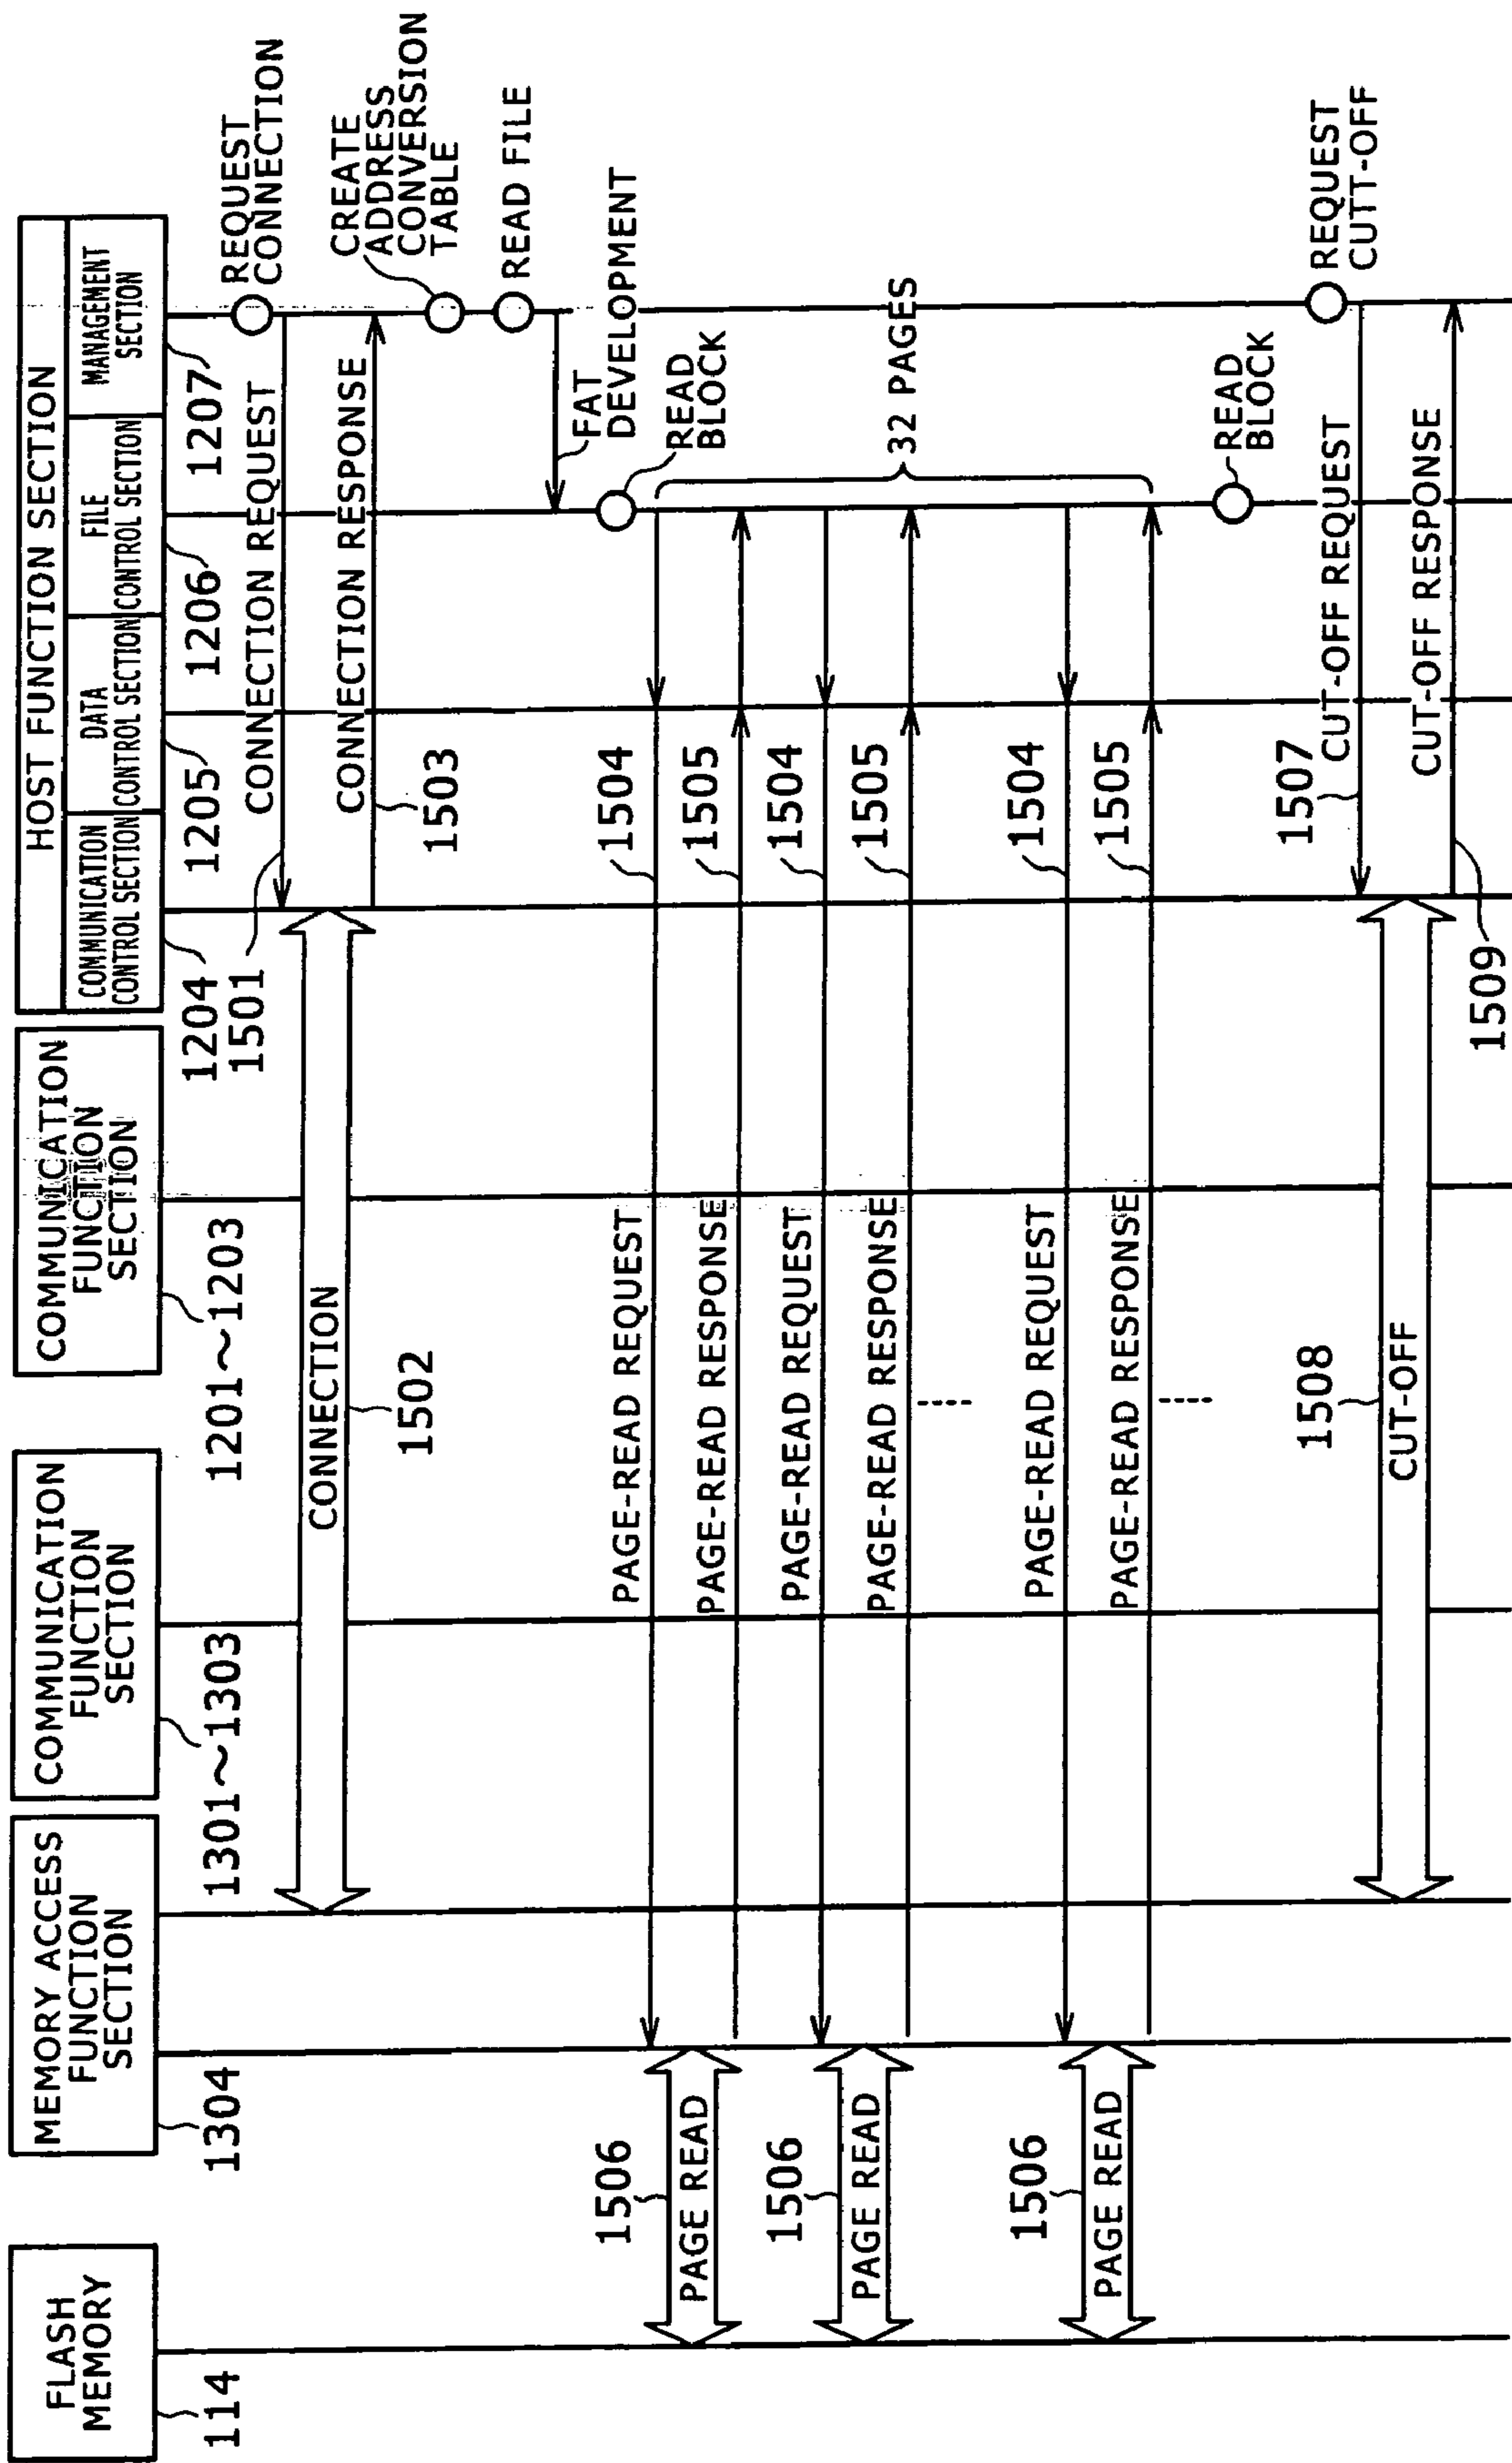 FLASH
MEMORY
114
MEMORY ACCESS
FUNCTION
SECTION
1304
COMMUNICATION
FUNCTION
SECTION
1301~1303
COMMUNICATION
FUNCTION
SECTION
1201~1203
HOST FUNCTION SECTION
COMMUNICATION
CONTROL SECTION
1204
DATA
CONTROL SECTION
1205
FILE
CONTROL SECTION
1206
MANAGEMENT
SECTION
1207
REQUEST
CONNECTION
1501
CONNECTION REQUEST
CONNECTION
1502
CONNECTION RESPONSE
1503
CREATE
ADDRESS
CONVERSION
TABLE
READ FILE
FAT
DEVELOPMENT
READ
BLOCK
PAGE-READ REQUEST
1504
1506
PAGE READ
PAGE-READ RESPONSE
1505
PAGE-READ REQUEST
1504
1506
PAGE READ
PAGE-READ RESPONSE
1505
32 PAGES
PAGE-READ REQUEST
1504
1506
PAGE READ
PAGE-READ RESPONSE
1505
READ
BLOCK
REQUEST
CUTT-OFF
1507
CUT-OFF REQUEST
1508
CUT-OFF
CUT-OFF RESPONSE
1509